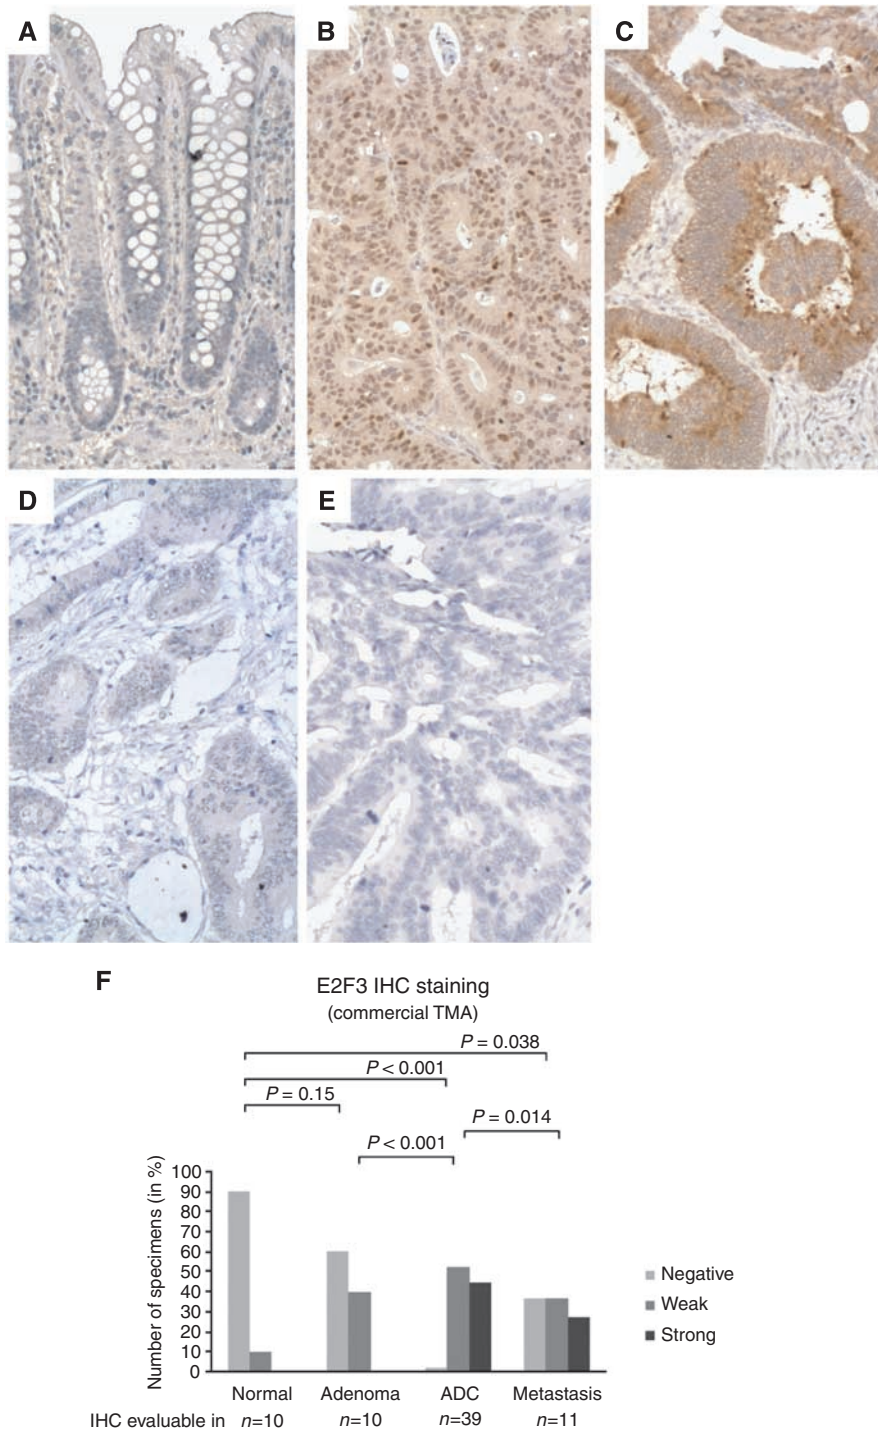 A
B
C
D
E
F
E2F3 IHC staining
(commercial TMA)
P = 0.038
P < 0.001
P = 0.15
P = 0.014
P < 0.001
Number of specimens (in %)
100
90
80
70
60
50
40
30
20
10
0
Negative
Weak
Strong
Normal Adenoma ADC Metastasis
IHC evaluable in n=10 n=10 n=39 n=11